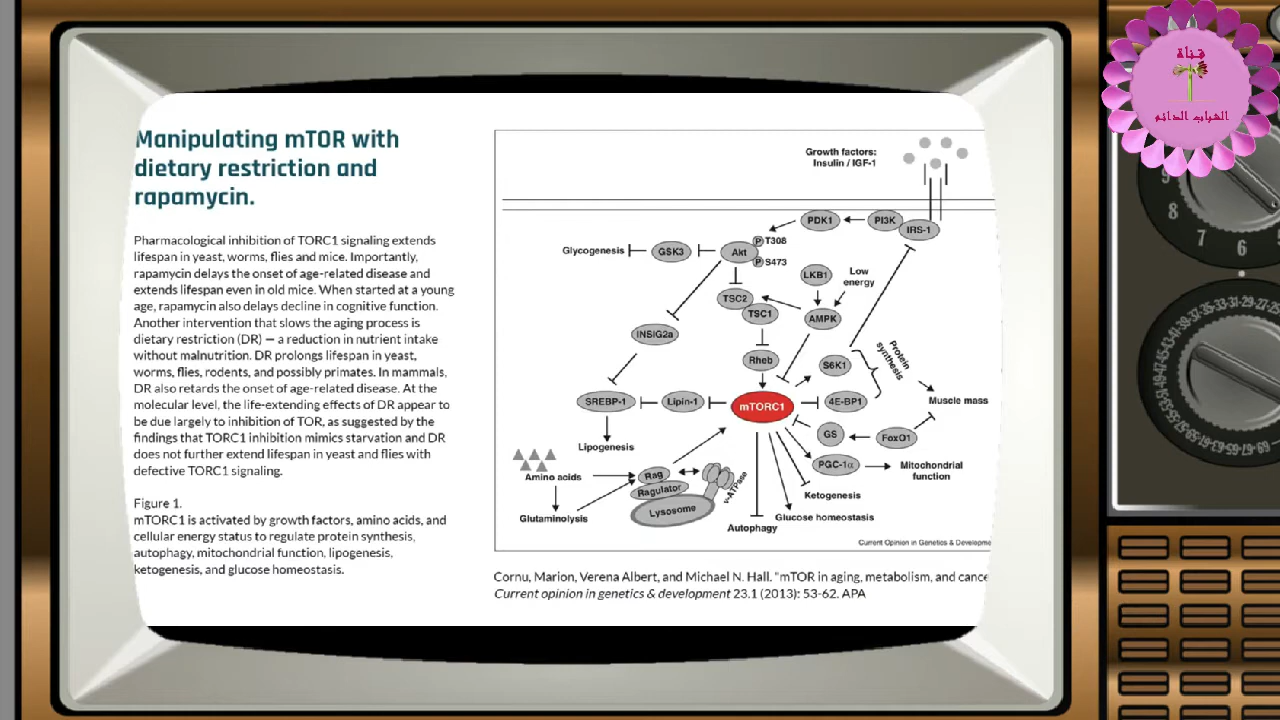 قناة
الشباب الدائم
Manipulating mTOR with
dietary restriction and
rapamycin.
Pharmacological inhibition of TORC1 signaling extends
lifespan in yeast, worms, flies and mice. Importantly,
rapamycin delays the onset of age-related disease and
extends lifespan even in old mice. When started at a young
age, rapamycin also delays decline in cognitive function.
Another intervention that slows the aging process is
dietary restriction (DR) — a reduction in nutrient intake
without malnutrition. DR prolongs lifespan in yeast,
worms, flies, rodents, and possibly primates. In mammals,
DR also retards the onset of age-related disease. At the
molecular level, the life-extending effects of DR appear to
be due largely to inhibition of TOR, as suggested by the
findings that TORC1 inhibition mimics starvation and DR
does not further extend lifespan in yeast and flies with
defective TORC1 signaling.
Figure 1.
mTORC1 is activated by growth factors, amino acids, and
cellular energy status to regulate protein synthesis,
autophagy, mitochondrial function, lipogenesis,
ketogenesis, and glucose homeostasis.
Growth factors:
Insulin / IGF-1
PDK1
PI3K
IRS-1
Glycogenesis
GSK3
Akt
P T308
P S473
LKB1
Low
energy
TSC2
TSC1
AMPK
INSIG2a
Rheb
S6K1
Protein
synthesis
SREBP-1
Lipin-1
mTORC1
4E-BP1
Muscle mass
GS
FoxO1
Lipogenesis
PGC-1α
Mitochondrial
function
Amino acids
Rag
Ragulator
Lysosome
v-ATPase
Ketogenesis
Glutaminolysis
Glucose homeostasis
Autophagy
Current Opinion in Genetics & Developme
Cornu, Marion, Verena Albert, and Michael N. Hall. "mTOR in aging, metabolism, and cance
Current opinion in genetics & development 23.1 (2013): 53-62. APA
8
7
6